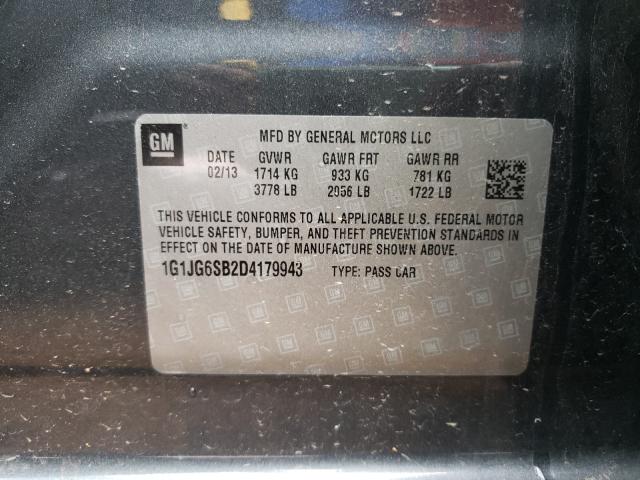 GM
MFD BY GENERAL MOTORS LLC
DATE GVWR GAWR FRT GAWR RR
02/13 1714 KG 933 KG 781 KG
3778 LB 2056 LB 1722 LB
THIS VEHICLE CONFORMS TO ALL APPLICABLE U.S. FEDERAL MOTOR
VEHICLE SAFETY, BUMPER, AND THEFT PREVENTION STANDARDS IN
EFFECT ON THE DATE OF MANUFACTURE SHOWN ABOVE.
1G1JG6SB2D4179943 TYPE: PASS CAR